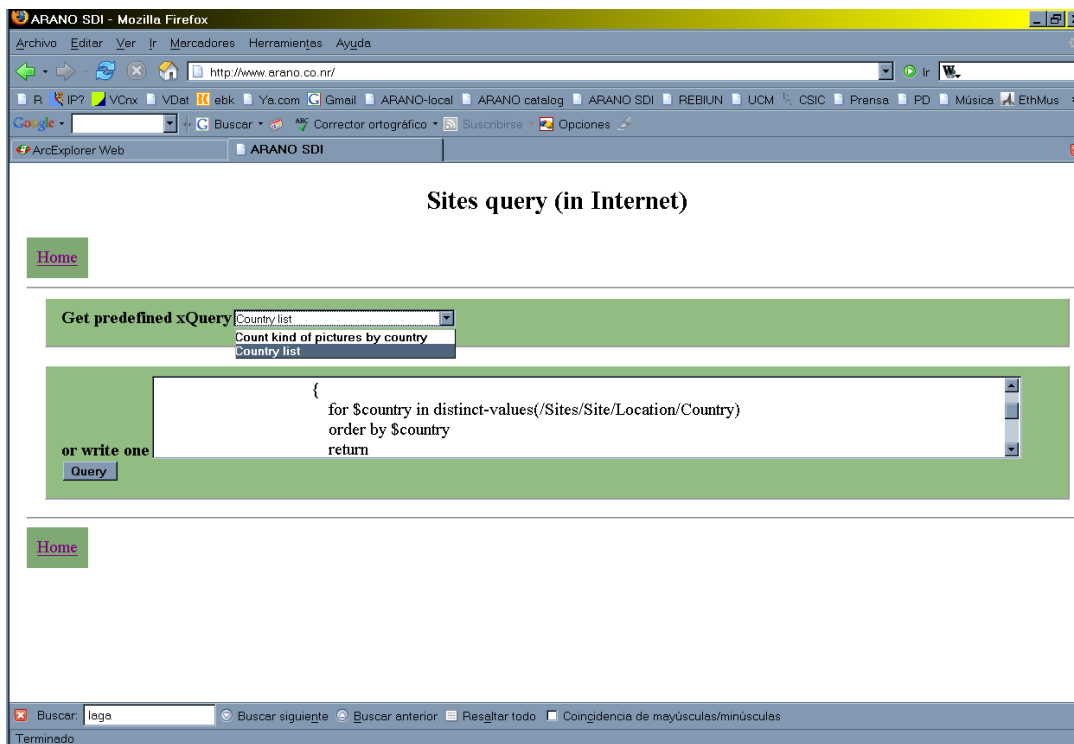 ARANO SDI - Mozilla Firefox
Archivo Editar Ver Ir Marcadores Herramientas Ayuda
http://www.arano.co.nr/ Ir W.
R IP? VCnx VDat ebk Ya.com Gmail ARANO-local ARANO catalog ARANO SDI REBIUN UCM CSIC Prensa PD Música EthMus
Google Buscar Corrector ortográfico Suscribirse Opciones
ArcExplorer Web ARANO SDI
Sites query (in Internet)
Home
Get predefined xQuery Country list
Count kind of pictures by country
Country list
{
for $country in distinct-values(/Sites/Site/Location/Country)
order by $country
or write one return
Query
Home
Buscar: laga Buscar siguiente Buscar anterior Resaltar todo Coincidencia de mayúsculas/minúsculas
Terminado